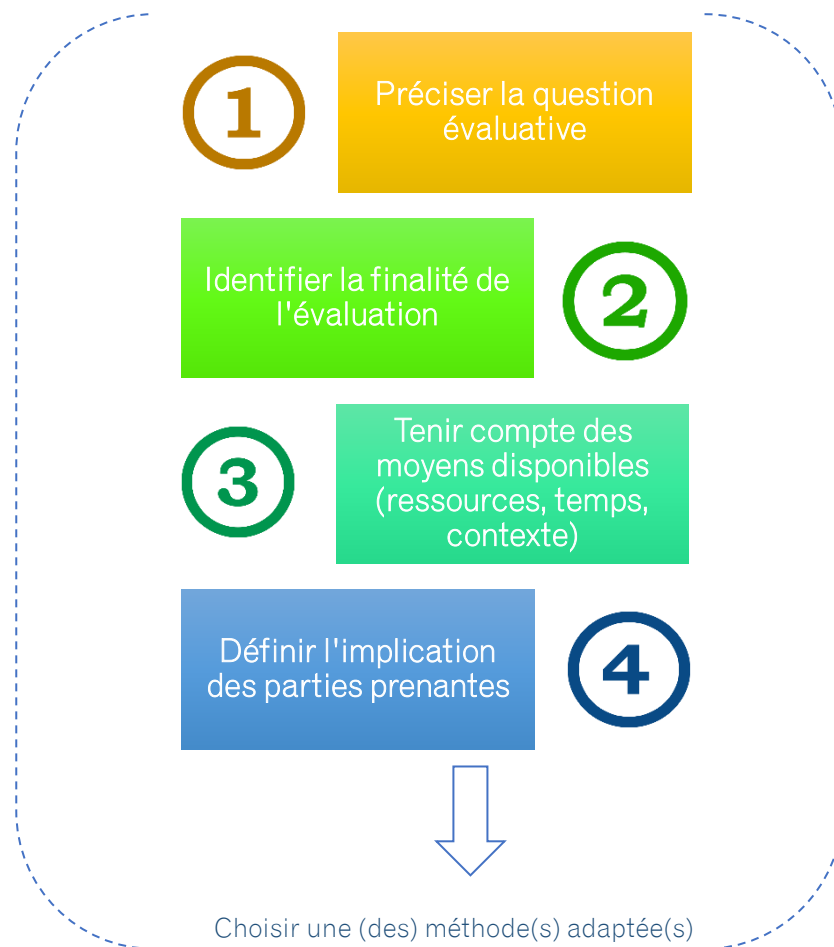 1
Préciser la question
évaluative
Identifier la finalité de
l'évaluation
2
3
Tenir compte des
moyens disponibles
(ressources, temps,
contexte)
Définir l'implication
des parties prenantes
4
Choisir une (des) méthode(s) adaptée(s)